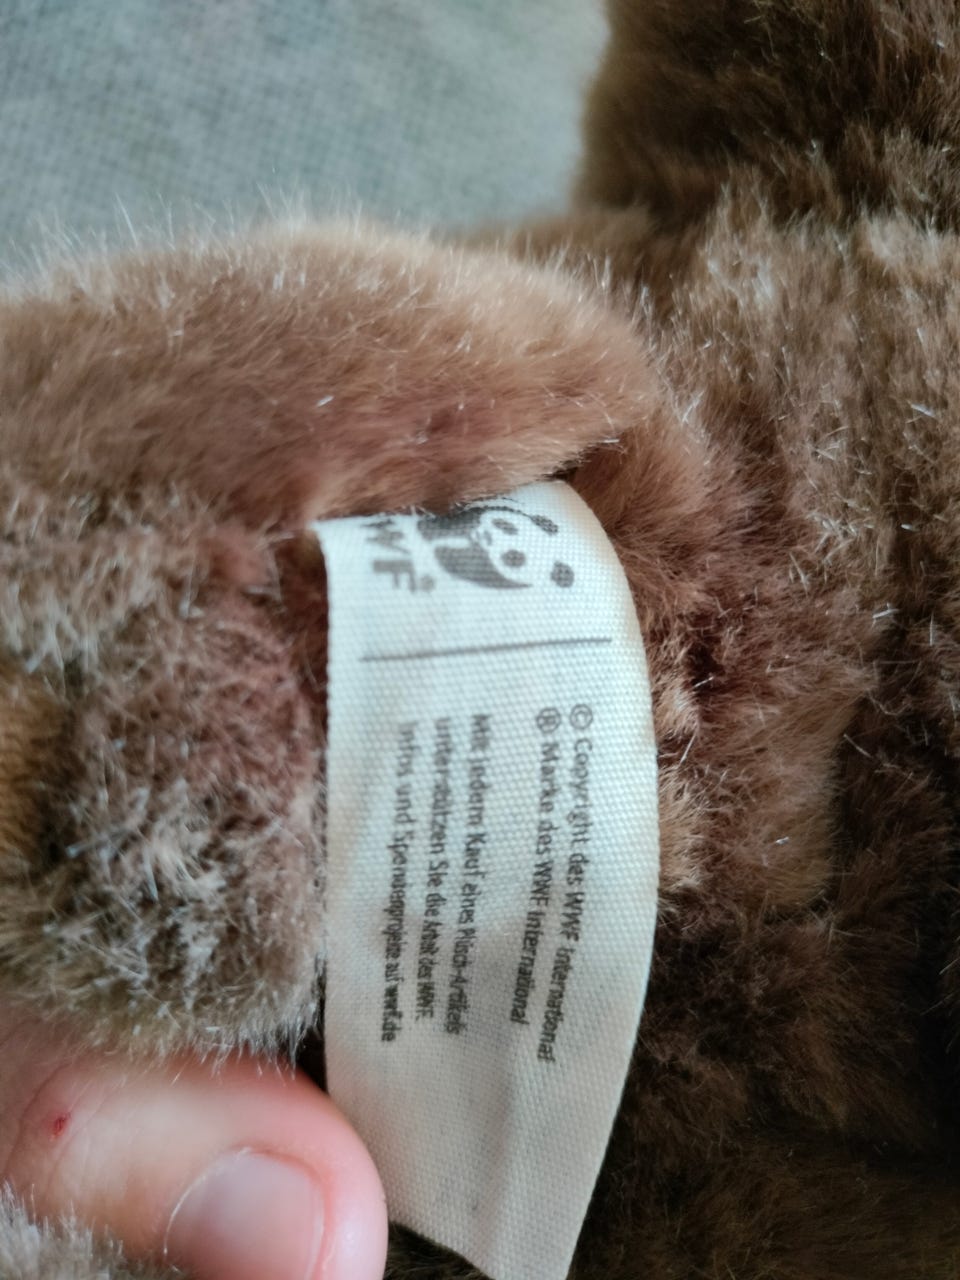 WWF®
© Copyright des WWF International
® Marke des WWF International
Mit jedem Kauf eines Plüsch-Artikels
unterstützen Sie die Arbeit des WWF.
Infos und Spendenprojekte auf wwf.de